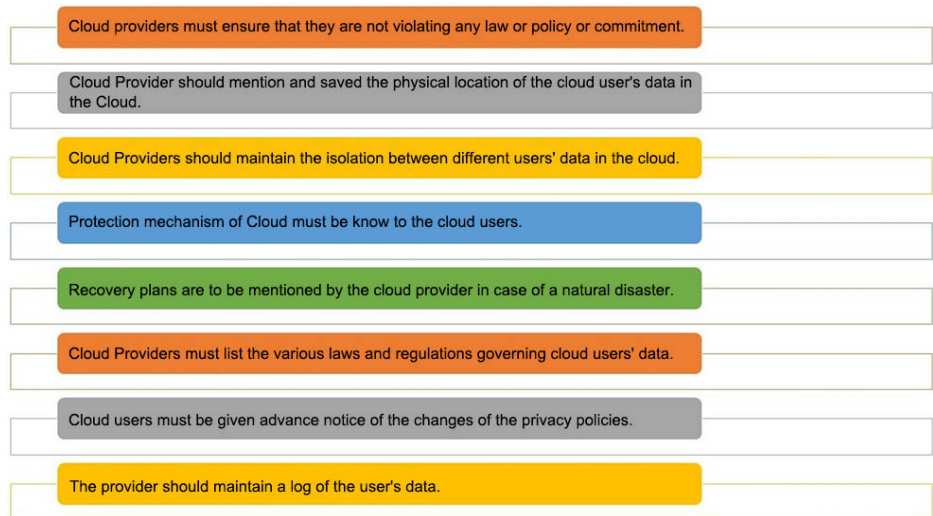 Cloud providers must ensure that they are not violating any law or policy or commitment.
Cloud Provider should mention and saved the physical location of the cloud user's data in
the Cloud.
Cloud Providers should maintain the isolation between different users' data in the cloud.
Protection mechanism of Cloud must be know to the cloud users.
Recovery plans are to be mentioned by the cloud provider in case of a natural disaster.
Cloud Providers must list the various laws and regulations governing cloud users' data.
Cloud users must be given advance notice of the changes of the privacy policies.
The provider should maintain a log of the user's data.